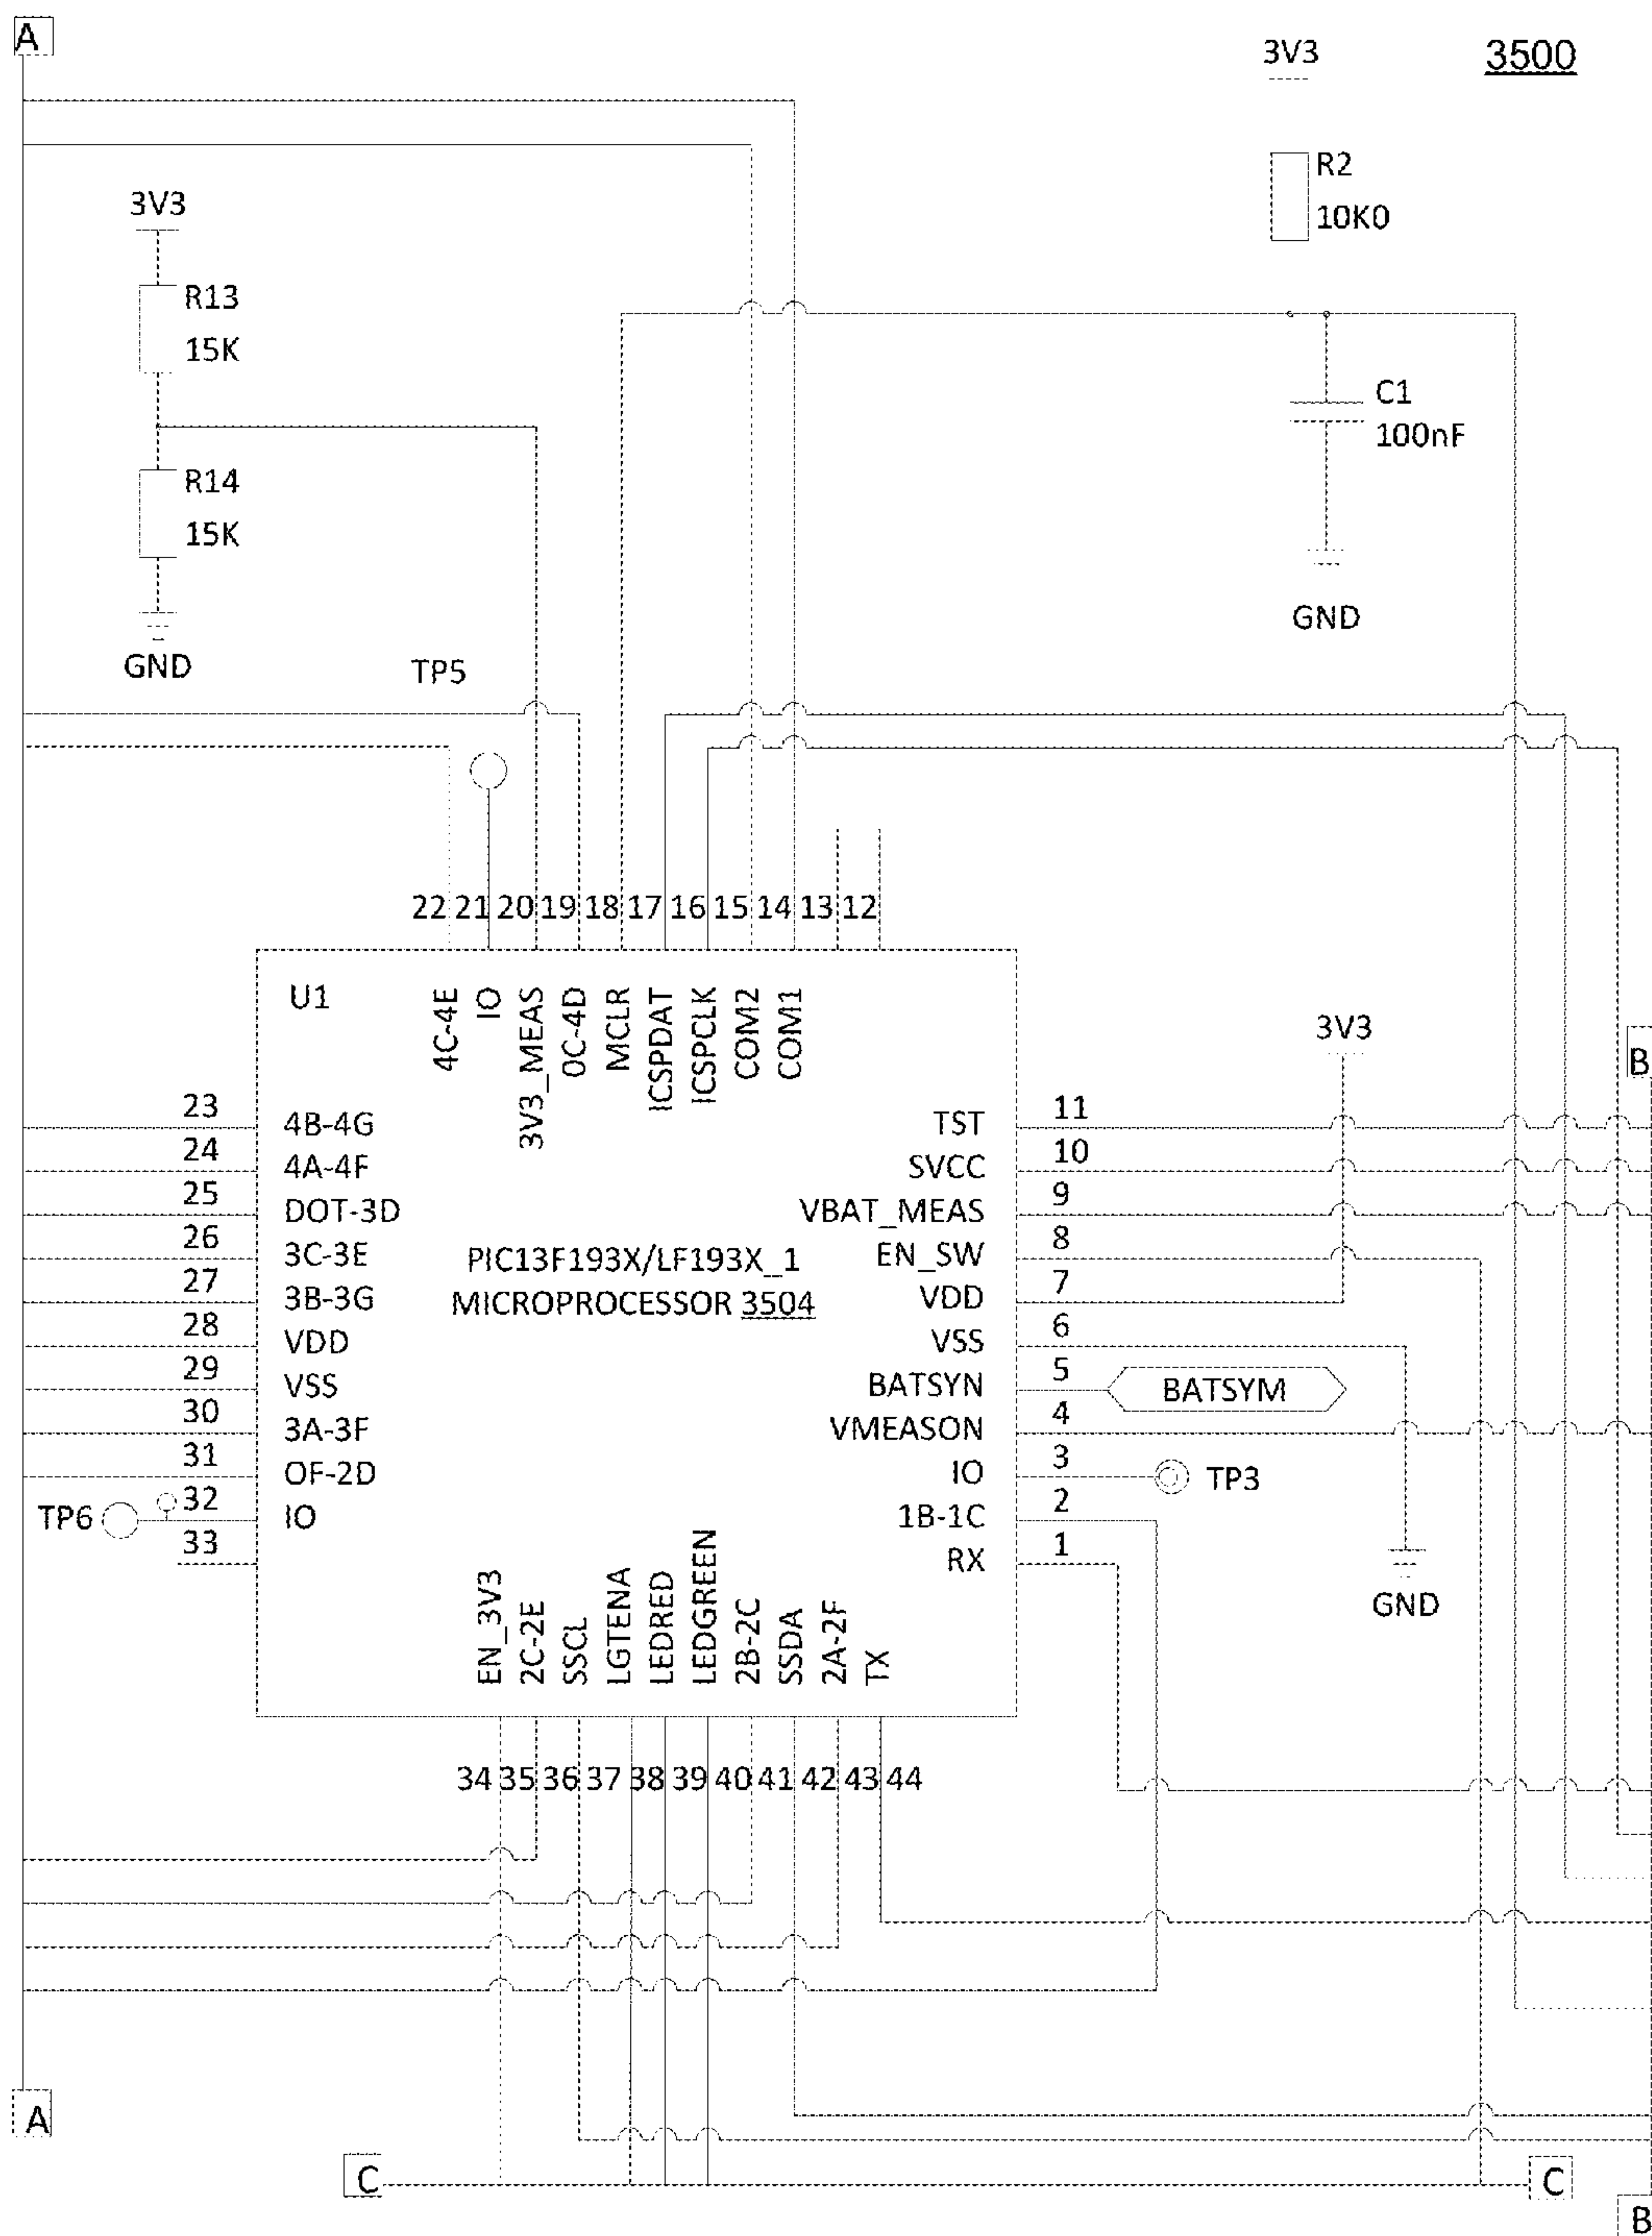 A
3V3
3500
R2
10K0
3V3
R13
15K
C1
100nF
R14
15K
GND
GND
TP5
22 21 20 19 18 17 16 15 14 13 12
U1
4C-4E
IO
3V3_MEAS
0C-4D
MCLR
ICSPDAT
ICSPCLK
COM2
COM1
3V3
B
23
4B-4G
24
4A-4F
25
DOT-3D
26
3C-3E
27
3B-3G
28
VDD
29
VSS
30
3A-3F
31
OF-2D
TP6
32
IO
33
PIC13F193X/LF193X_1
MICROPROCESSOR 3504
TST
11
SVCC
10
VBAT_MEAS
9
EN_SW
8
VDD
7
VSS
6
BATSYN
5
BATSYM
VMEASON
4
IO
3
TP3
1B-1C
2
RX
1
GND
EN_3V3
2C-2E
SSCL
LGTENA
LEDRED
LEDGREEN
2B-2C
SSDA
2A-2F
TX
34 35 36 37 38 39 40 41 42 43 44
A
C
C
B